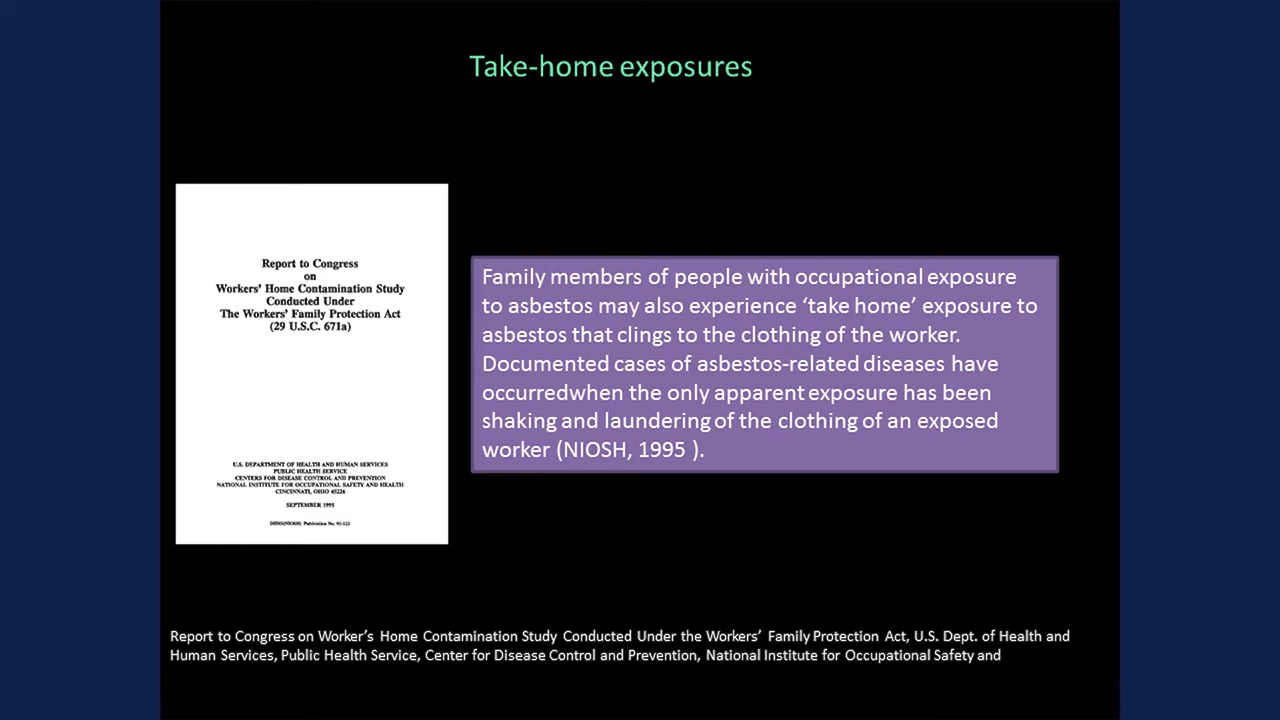 Take-home exposures
Report to Congress
on
Workers' Home Contamination Study
Conducted Under
The Workers' Family Protection Act
(29 U.S.C. 671a)
U.S. DEPARTMENT OF HEALTH AND HUMAN SERVICES
PUBLIC HEALTH SERVICE
CENTERS FOR DISEASE CONTROL AND PREVENTION
NATIONAL INSTITUTE FOR OCCUPATIONAL SAFETY AND HEALTH
CINCINNATI, OHIO 45226
SEPTEMBER 1995
DHHS(NIOSH) Publication No.
Family members of people with occupational exposure
to asbestos may also experience ‘take home’ exposure to
asbestos that clings to the clothing of the worker.
Documented cases of asbestos-related diseases have
occurredwhen the only apparent exposure has been
shaking and laundering of the clothing of an exposed
worker (NIOSH, 1995 ).
Report to Congress on Worker’s Home Contamination Study Conducted Under the Workers’ Family Protection Act, U.S. Dept. of Health and
Human Services, Public Health Service, Center for Disease Control and Prevention, National Institute for Occupational Safety and